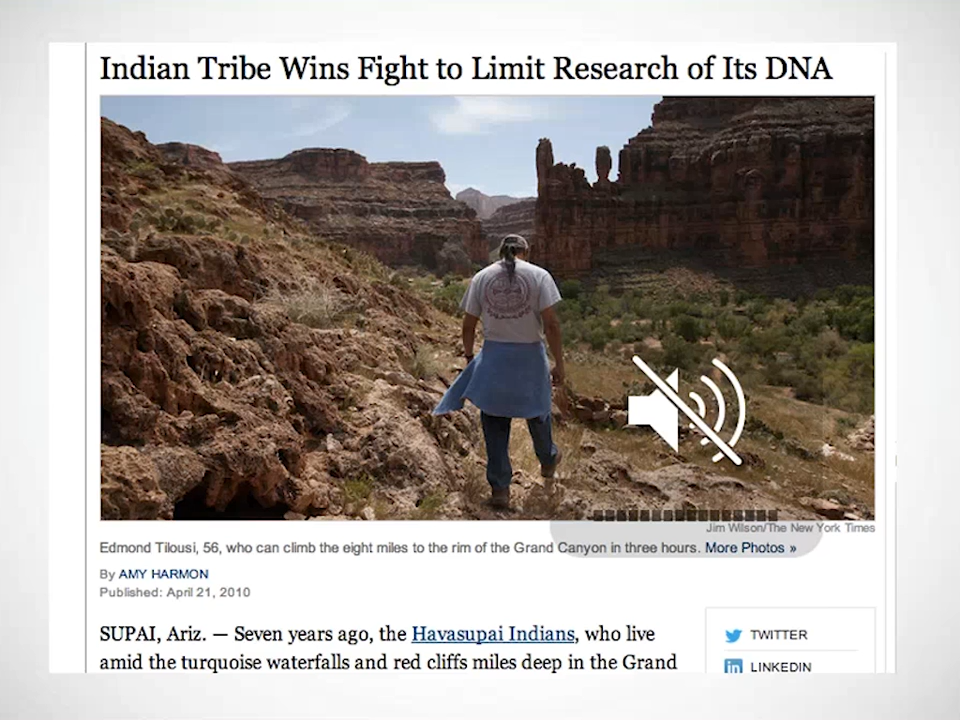 Indian Tribe Wins Fight to Limit Research of Its DNA
Jim Wilson/The New York Times
Edmond Tilousi, 56, who can climb the eight miles to the rim of the Grand Canyon in three hours. More Photos »
By AMY HARMON
Published: April 21, 2010
SUPAI, Ariz. — Seven years ago, the Havasupai Indians, who live
amid the turquoise waterfalls and red cliffs miles deep in the Grand
TWITTER
in LINKEDIN